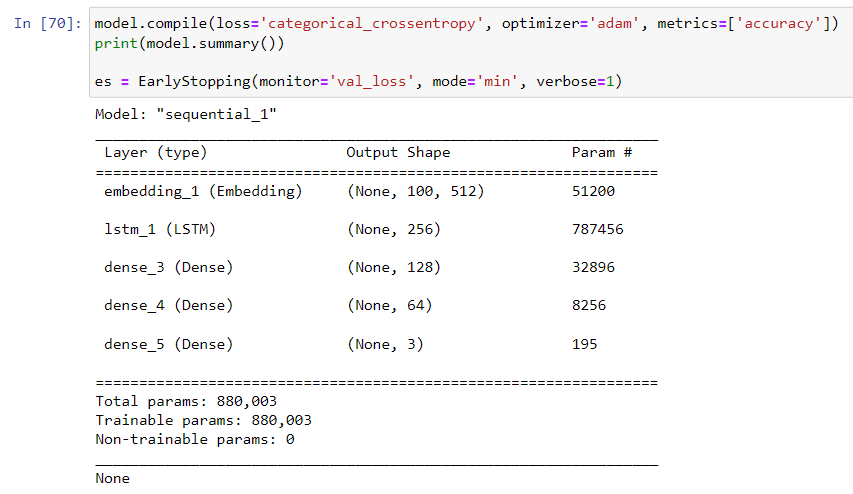 In [70]: model.compile(loss='categorical_crossentropy', optimizer='adam', metrics=['accuracy'])
print(model.summary())
es = EarlyStopping(monitor='val_loss', mode='min', verbose=1)
Model: "sequential_1"
_________________________________________________________________
Layer (type) Output Shape Param #
=================================================================
embedding_1 (Embedding) (None, 100, 512) 51200
lstm_1 (LSTM) (None, 256) 787456
dense_3 (Dense) (None, 128) 32896
dense_4 (Dense) (None, 64) 8256
dense_5 (Dense) (None, 3) 195
=================================================================
Total params: 880,003
Trainable params: 880,003
Non-trainable params: 0
_________________________________________________________________
None